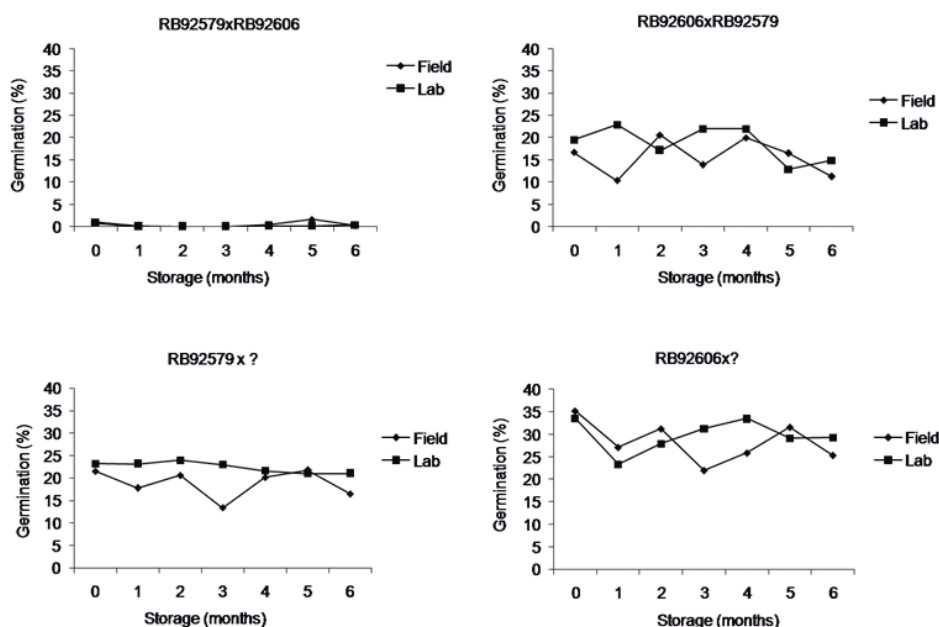 RB92579xRB92606
Germination (%)
40
35
30
25
20
15
10
5
0
0 1 2 3 4 5 6
Storage (months)
Field
Lab
RB92606xRB92579
Germination (%)
40
35
30
25
20
15
10
5
0
0 1 2 3 4 5 6
Storage (months)
Field
Lab
RB92579 x ?
Germination (%)
40
35
30
25
20
15
10
5
0
0 1 2 3 4 5 6
Storage (months)
Field
Lab
RB92606x?
Germination (%)
40
35
30
25
20
15
10
5
0
0 1 2 3 4 5 6
Storage (months)
Field
Lab